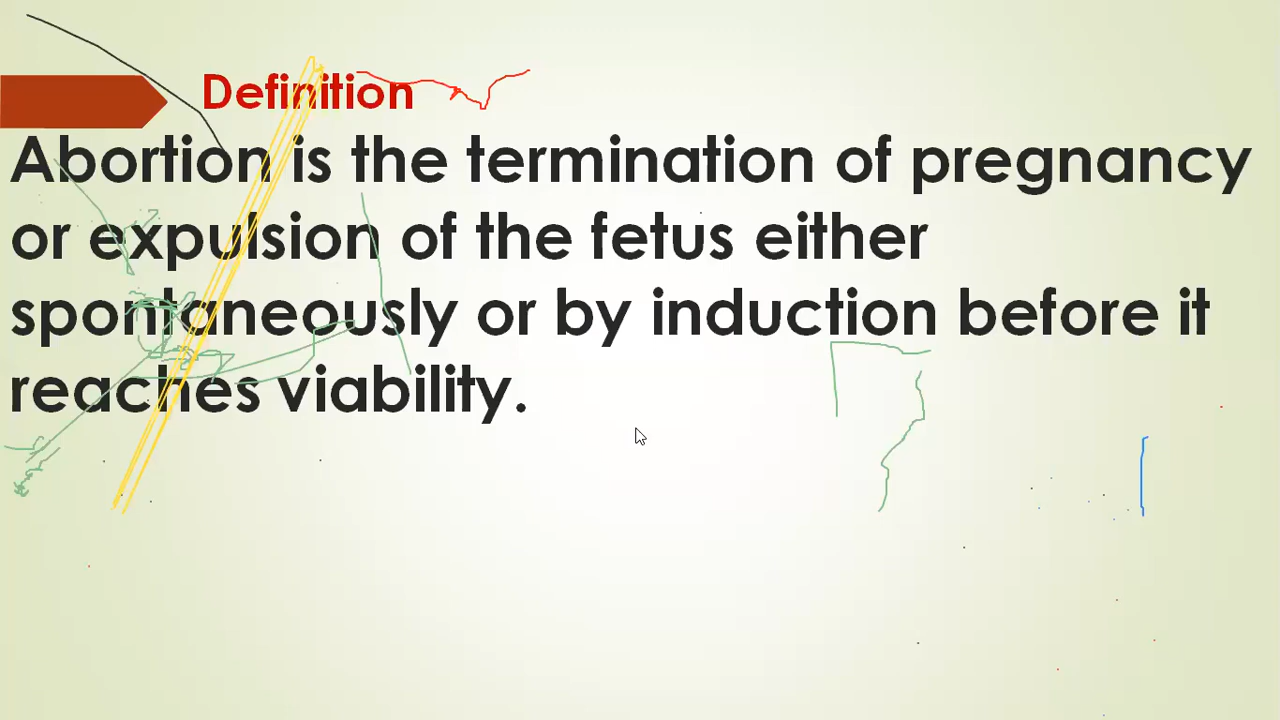 Definition
Abortion is the termination of pregnancy
or expulsion of the fetus either
spontaneously or by induction before it
reaches viability.